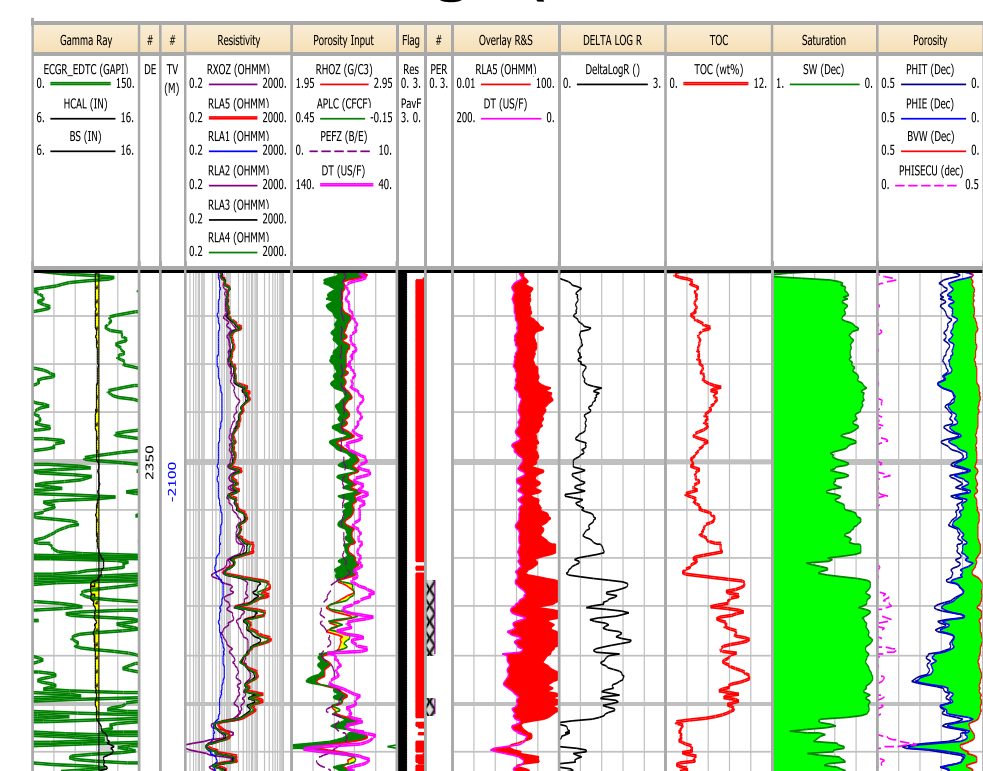 Gamma Ray # # Resistivity Porosity Input Flag # Overlay R&S DELTA LOG R TOC Saturation Porosity
ECGR_EDTC (GAPI)
0. 150.
HCAL (IN)
6. 16.
BS (IN)
6. 16.
DE
TV
(M)
RXOZ (OHMM)
0.2 2000.
RLA5 (OHMM)
0.2 2000.
RLA1 (OHMM)
0.2 2000.
RLA2 (OHMM)
0.2 2000.
RLA3 (OHMM)
0.2 2000.
RLA4 (OHMM)
0.2 2000.
RHOZ (G/C3)
1.95 2.95
APLC (CFCF)
0.45 -0.15
PEFZ (B/E)
0. 10.
DT (US/F)
140. 40.
Res
0. 3.
PavF
3. 0.
PER
0. 3.
RLA5 (OHMM)
0.01 100.
DT (US/F)
200. 0.
DeltaLogR ()
0. 3.
TOC (wt%)
0. 12.
SW (Dec)
1. 0.
PHIT (Dec)
0.5 0.
PHIE (Dec)
0.5 0.
BVW (Dec)
0.5 0.
PHISECU (dec)
0. 0.5
2350
-2100